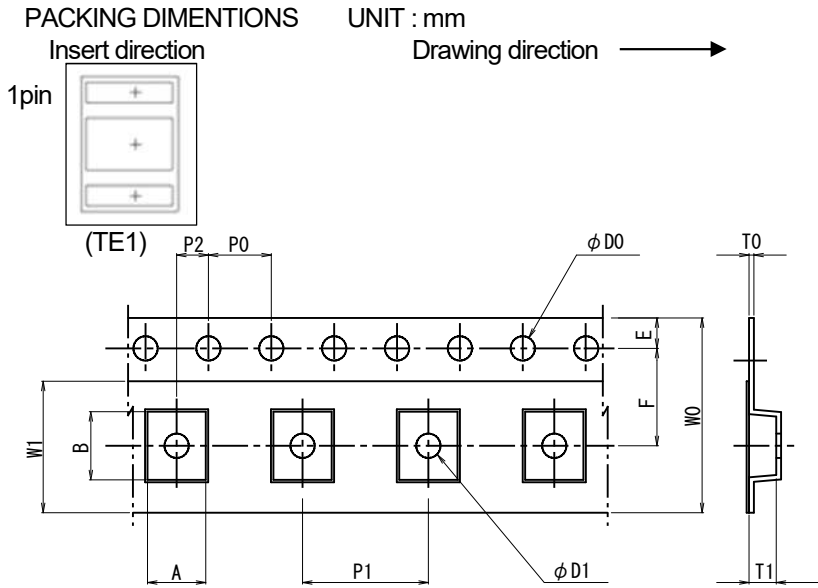 PACKING DIMENTIONS UNIT : mm
Insert direction Drawing direction
1pin
(TE1)
P2 P0 φD0 T0
E
F
W0
W1
B
A P1 φD1 T1